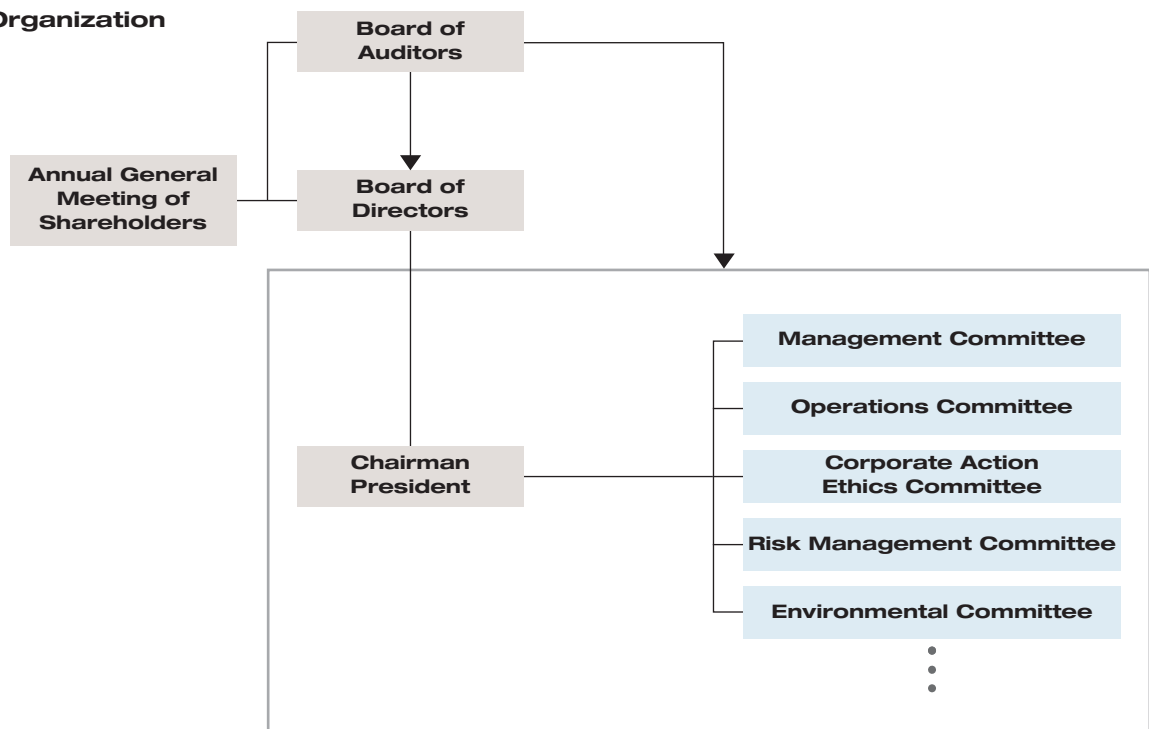 Organization
Board of
Auditors
Annual General
Meeting of
Shareholders
Board of
Directors
Management Committee
Operations Committee
Chairman
President
Corporate Action
Ethics Committee
Risk Management Committee
Environmental Committee